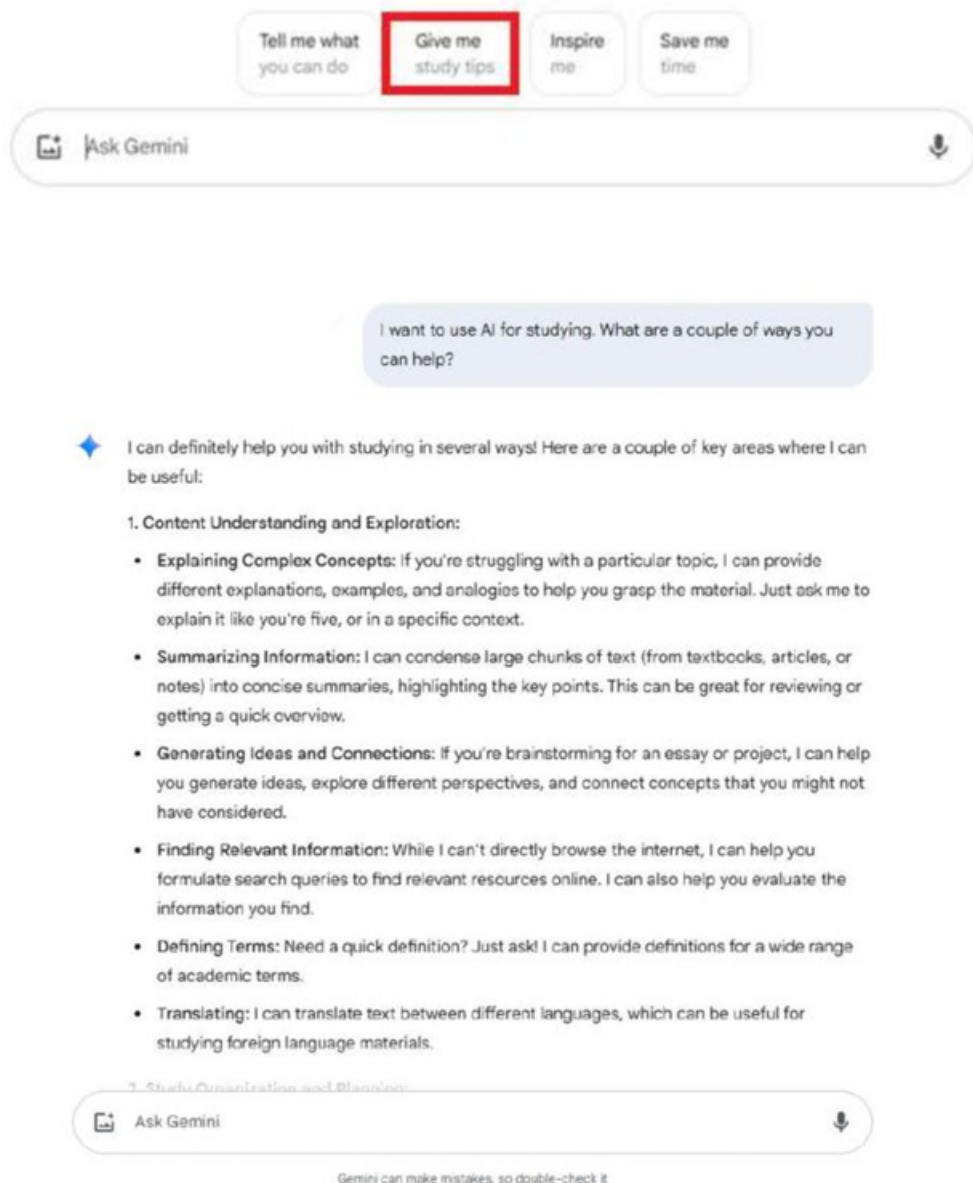 Tell me what
you can do
Give me
study tips
Inspire
me
Save me
time
Ask Gemini
I want to use AI for studying. What are a couple of ways you
can help?
I can definitely help you with studying in several ways! Here are a couple of key areas where I can
be useful:
1. Content Understanding and Exploration:
• Explaining Complex Concepts: If you're struggling with a particular topic, I can provide
different explanations, examples, and analogies to help you grasp the material. Just ask me to
explain it like you're five, or in a specific context.
• Summarizing Information: I can condense large chunks of text (from textbooks, articles, or
notes) into concise summaries, highlighting the key points. This can be great for reviewing or
getting a quick overview.
• Generating Ideas and Connections: If you're brainstorming for an essay or project, I can help
you generate ideas, explore different perspectives, and connect concepts that you might not
have considered.
• Finding Relevant Information: While I can't directly browse the internet, I can help you
formulate search queries to find relevant resources online. I can also help you evaluate the
information you find.
• Defining Terms: Need a quick definition? Just ask! I can provide definitions for a wide range
of academic terms.
• Translating: I can translate text between different languages, which can be useful for
studying foreign language materials.
2. Study Organization and Planning:
Ask Gemini
Gemini can make mistakes, so double-check it